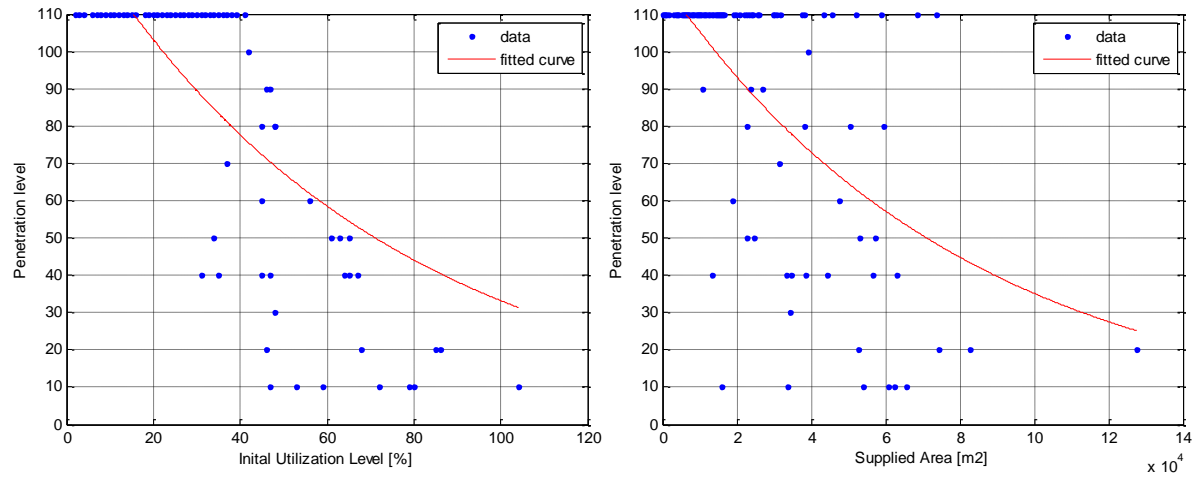 110
100
90
80
70
60
50
40
30
20
10
0
Penetration level
data
fitted curve
0 20 40 60 80 100 120
Inital Utilization Level [%]
110
100
90
80
70
60
50
40
30
20
10
0
Penetration level
data
fitted curve
0 2 4 6 8 10 12 14
x 10^4
Supplied Area [m2]